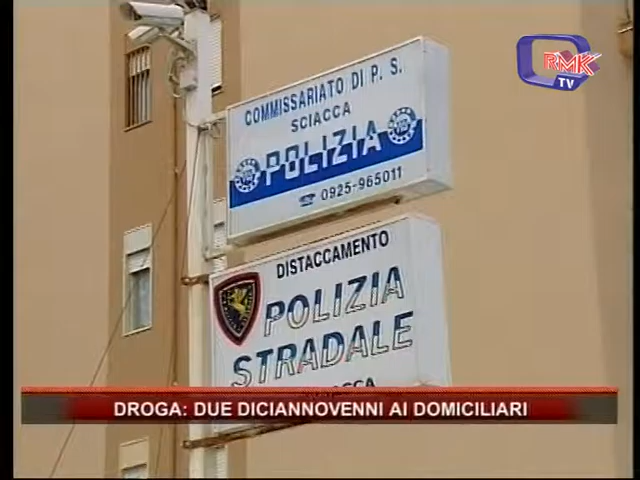 RMK
TV
COMMISSARIATO DI P. S.
SCIACCA
POLIZIA
0925-965011
DISTACCAMENTO
POLIZIA
STRADALE
DROGA: DUE DICIANNOVENNI AI DOMICILIARI